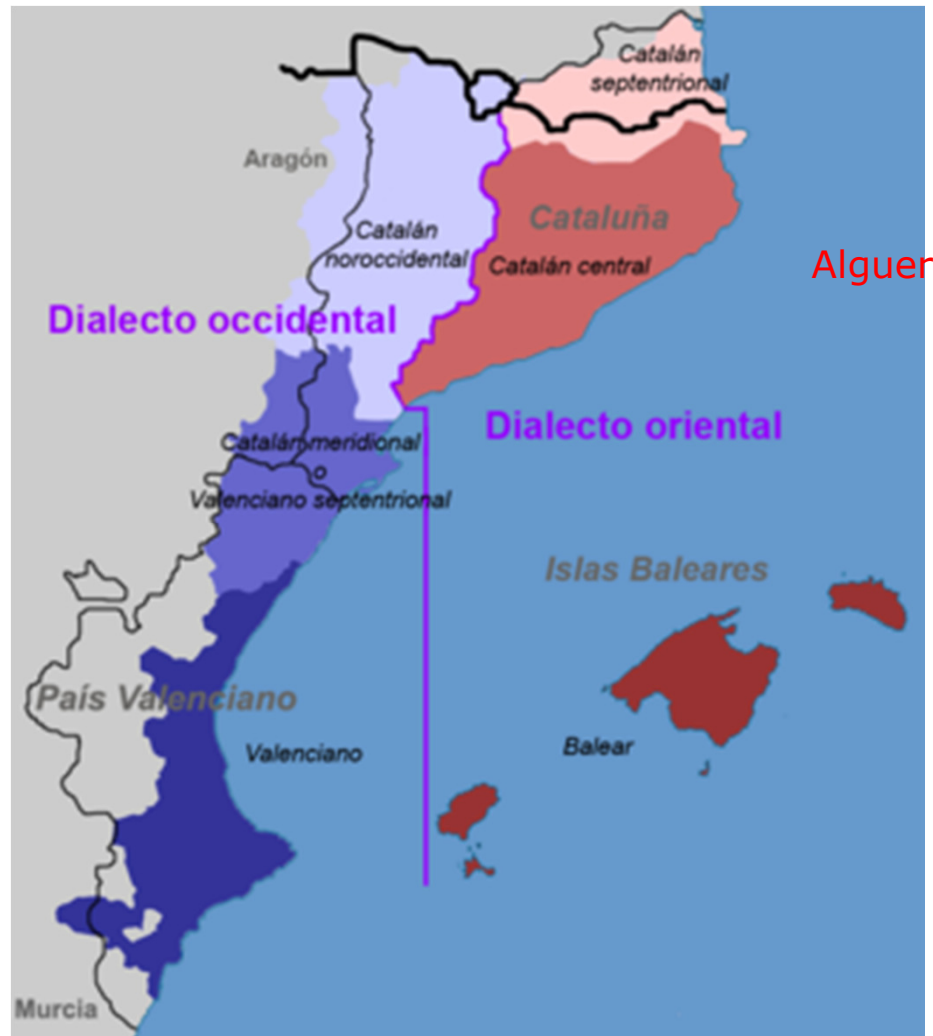 Catalán
septentrional
Aragón
Cataluña
Catalán
noroccidental
Catalán central
Alguer
Dialecto occidental
Dialecto oriental
Catalán meridional
Valenciano septentrional
Islas Baleares
País Valenciano
Valenciano
Balear
Murcia